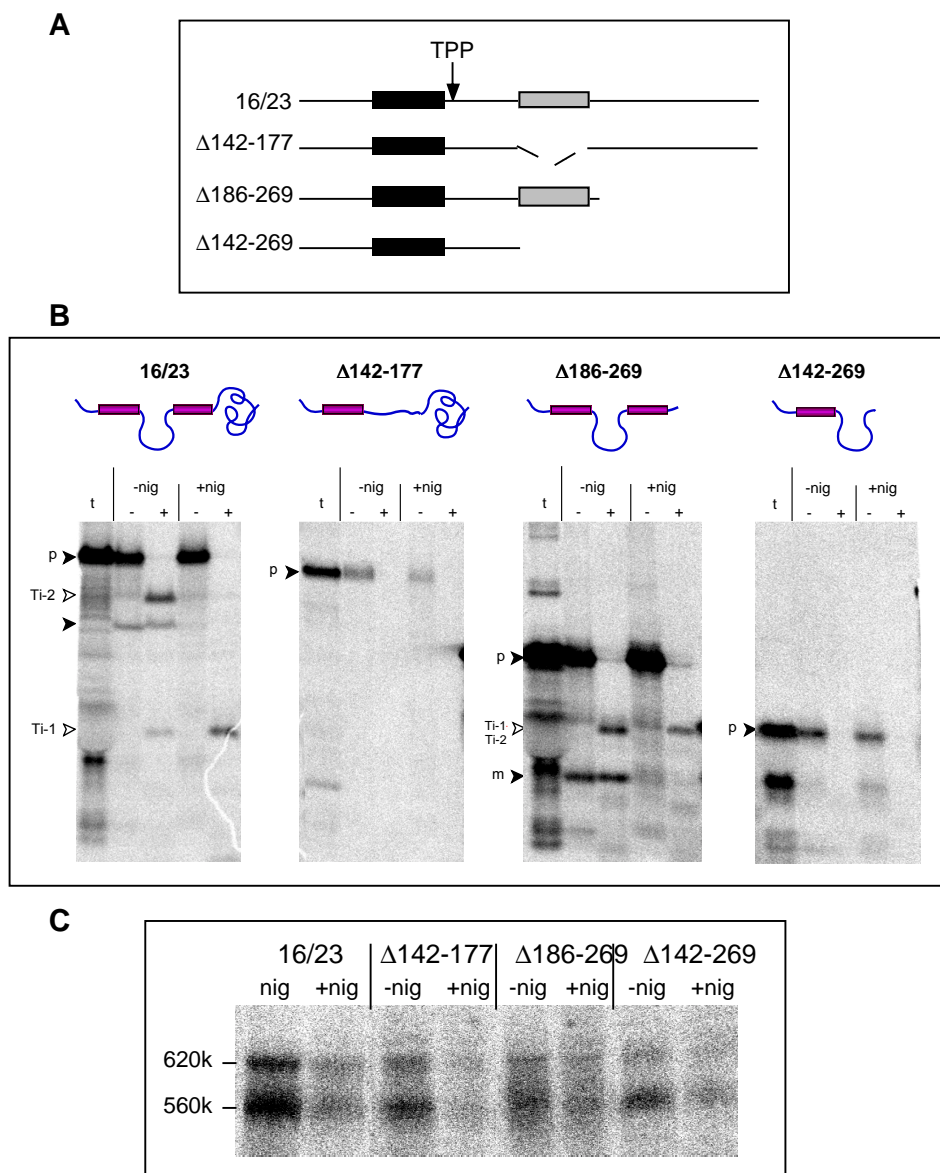 A
TPP
16/23
Δ142-177
Δ186-269
Δ142-269
B
16/23 Δ142-177 Δ186-269 Δ142-269
t -nig +nig t -nig +nig t -nig +nig t -nig +nig
- + - + - + - + - + - + - + - +
p
Ti-2
Ti-1
p
p
Ti-1
Ti-2
m
p
C
16/23 Δ142-177 Δ186-269 Δ142-269
nig +nig -nig +nig -nig +nig -nig +nig
620k
560k